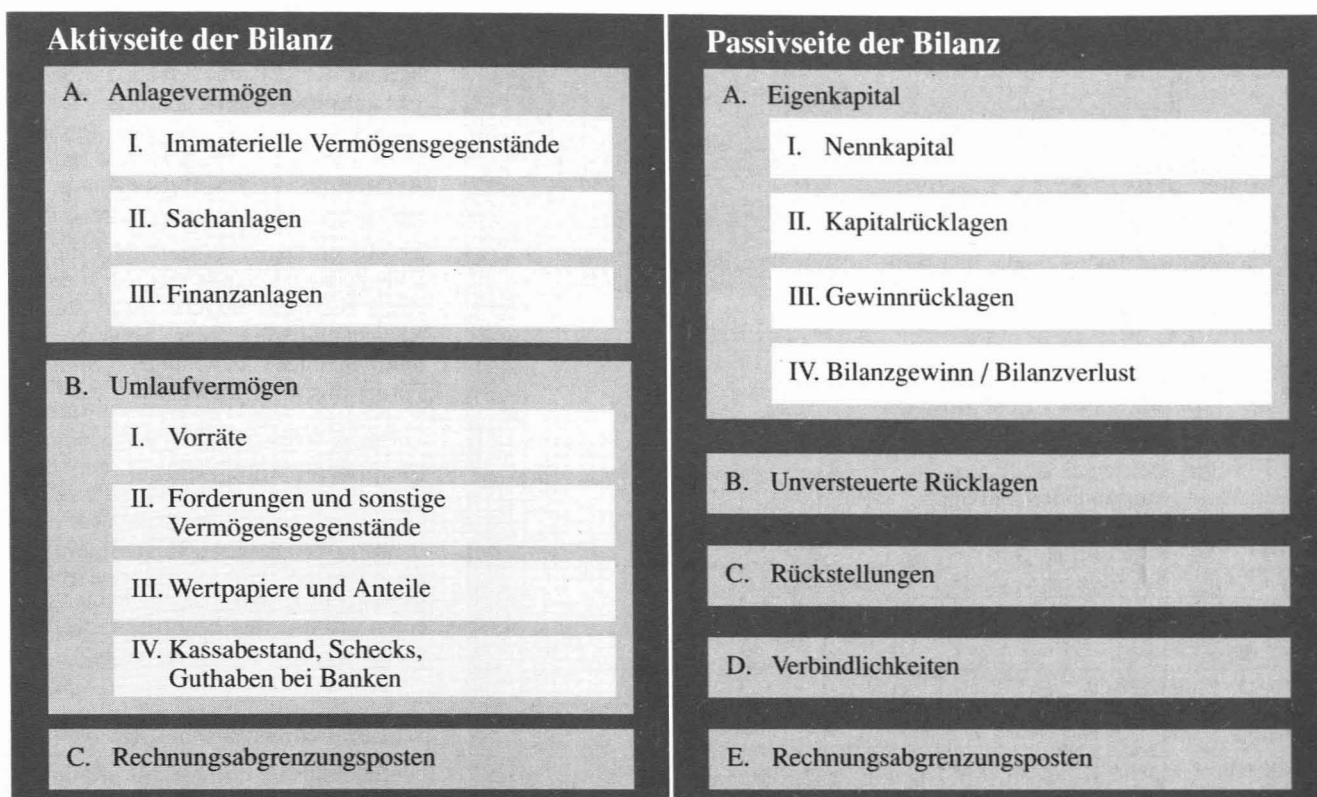 Aktivseite der Bilanz
A. Anlagevermögen
I. Immaterielle Vermögensgegenstände
II. Sachanlagen
III. Finanzanlagen
B. Umlaufvermögen
I. Vorräte
II. Forderungen und sonstige
Vermögensgegenstände
III. Wertpapiere und Anteile
IV. Kassabestand, Schecks,
Guthaben bei Banken
C. Rechnungsabgrenzungsposten
Passivseite der Bilanz
A. Eigenkapital
I. Nennkapital
II. Kapitalrücklagen
III. Gewinnrücklagen
IV. Bilanzgewinn / Bilanzverlust
B. Unversteuerte Rücklagen
C. Rückstellungen
D. Verbindlichkeiten
E. Rechnungsabgrenzungsposten